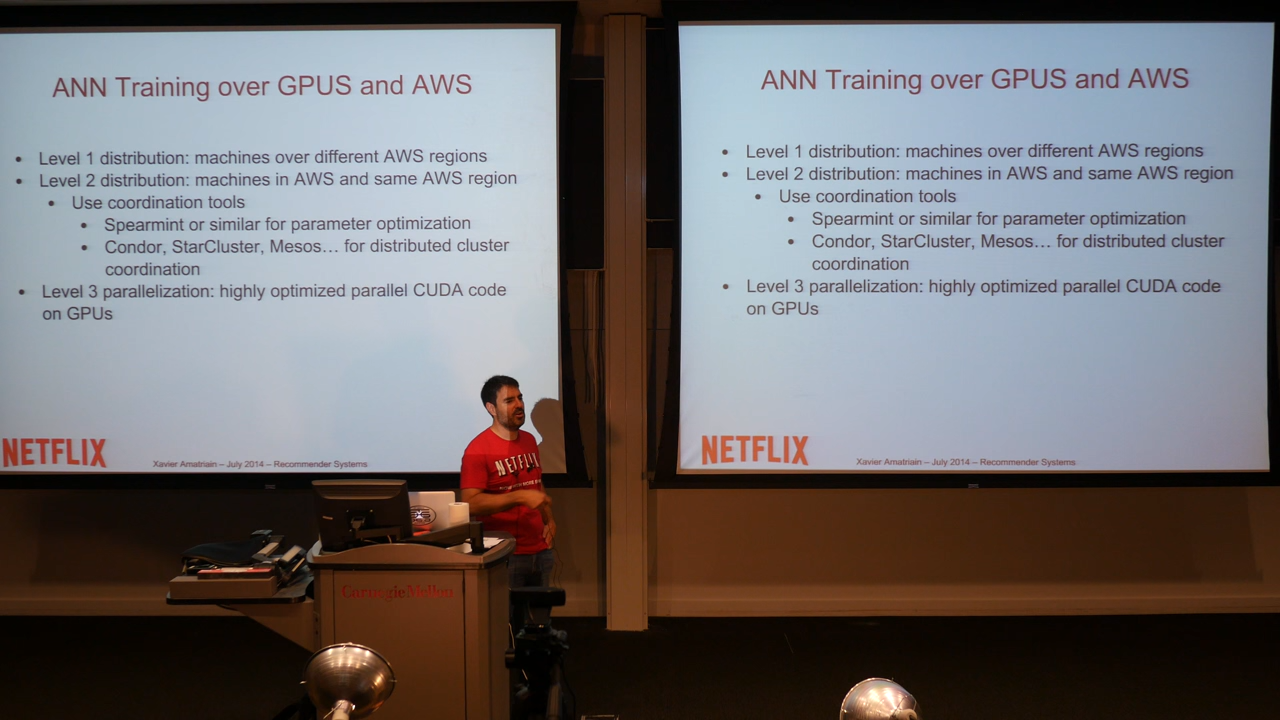 ANN Training over GPUS and AWS
• Level 1 distribution: machines over different AWS regions
• Level 2 distribution: machines in AWS and same AWS region
• Use coordination tools
• Spearmint or similar for parameter optimization
• Condor, StarCluster, Mesos… for distributed cluster
coordination
• Level 3 parallelization: highly optimized parallel CUDA code
on GPUs
NETFLIX
Xavier Amatriain – July 2014 – Recommender Systems
ANN Training over GPUS and AWS
• Level 1 distribution: machines over different AWS regions
• Level 2 distribution: machines in AWS and same AWS region
• Use coordination tools
• Spearmint or similar for parameter optimization
• Condor, StarCluster, Mesos… for distributed cluster
coordination
• Level 3 parallelization: highly optimized parallel CUDA code
on GPUs
NETFLIX
Xavier Amatriain – July 2014 – Recommender Systems
NETFLIX
Carnegie Mellon